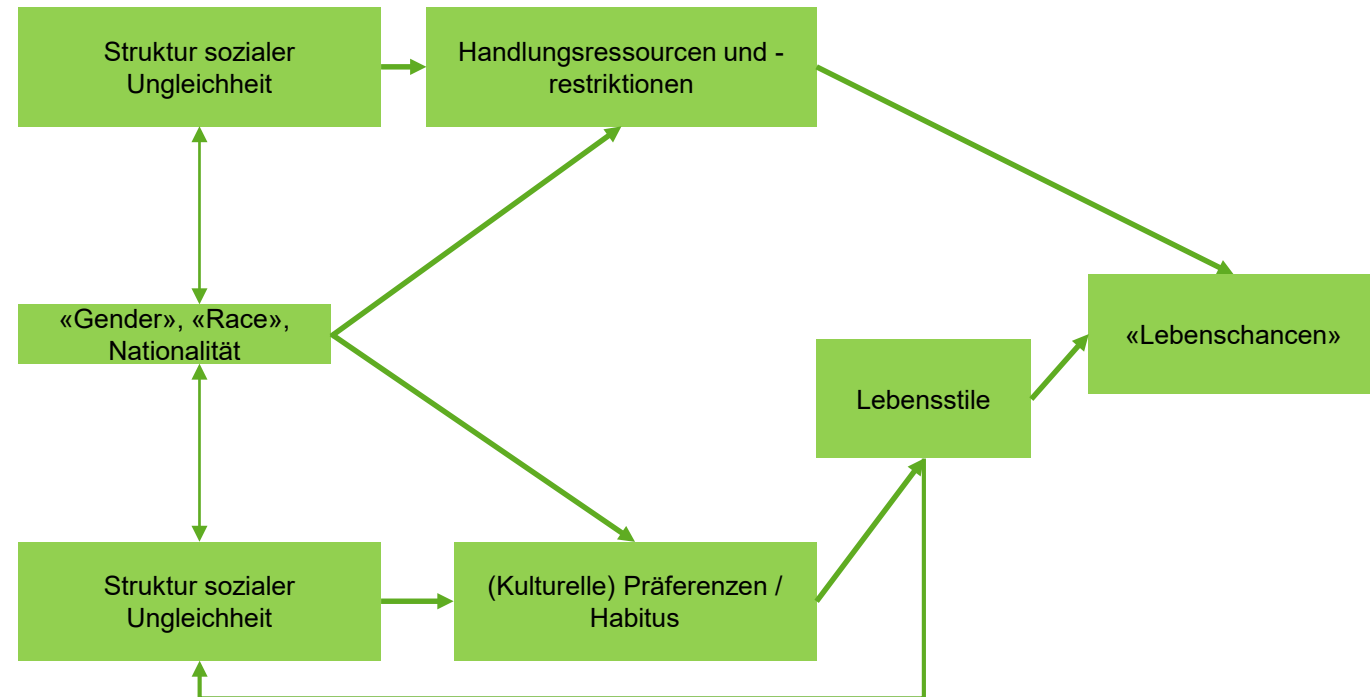 Struktur sozialer
Ungleichheit
Handlungsressourcen und -
restriktionen
«Gender», «Race»,
Nationalität
«Lebenschancen»
Lebensstile
Struktur sozialer
Ungleichheit
(Kulturelle) Präferenzen /
Habitus